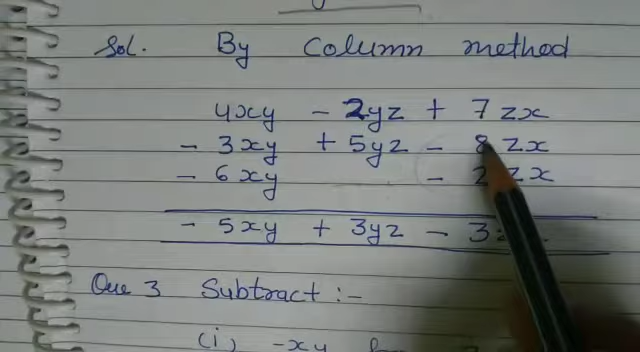 Sol. By Column method
4xy - 2yz + 7zx
- 3xy + 5yz - 8zx
- 6xy - 2zx
- 5xy + 3yz - 3
Que 3 Subtract :-
(i) -xy